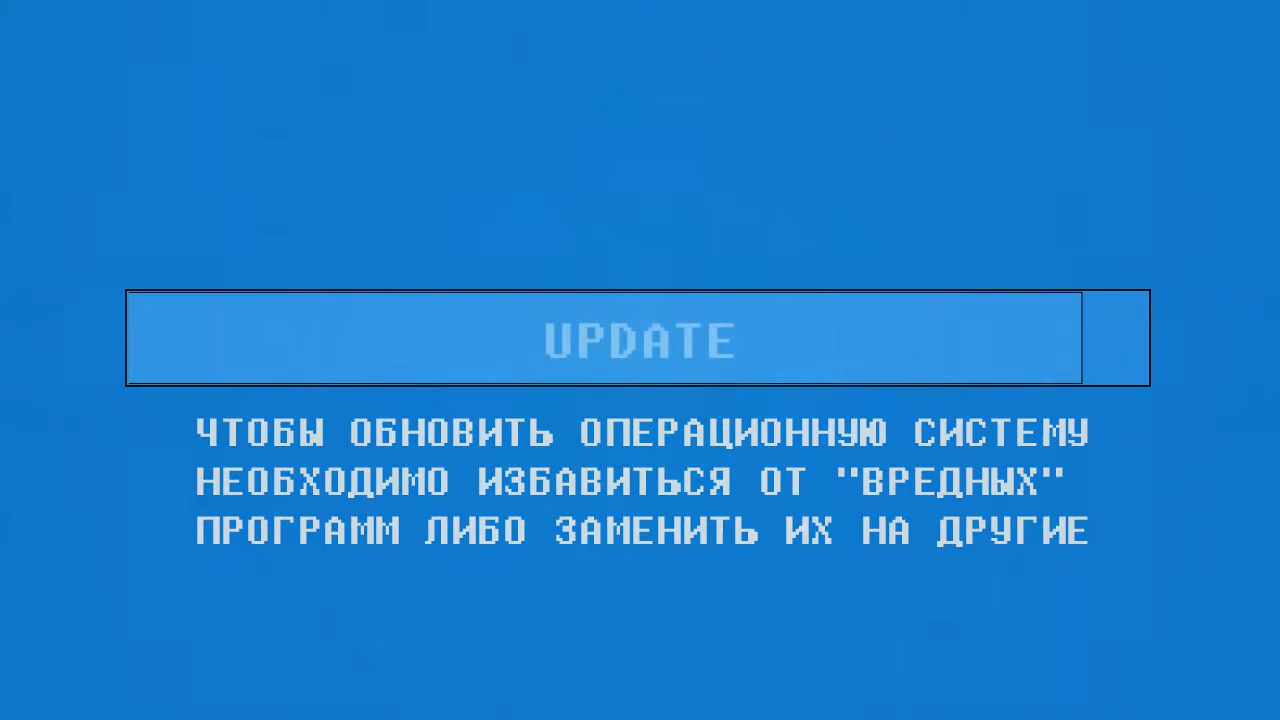 UPDATE
ЧТОБЫ ОБНОВИТЬ ОПЕРАЦИОННУЮ СИСТЕМУ
НЕОБХОДИМО ИЗБАВИТЬСЯ ОТ "ВРЕДНЫХ"
ПРОГРАММ ЛИБО ЗАМЕНИТЬ ИХ НА ДРУГИЕ